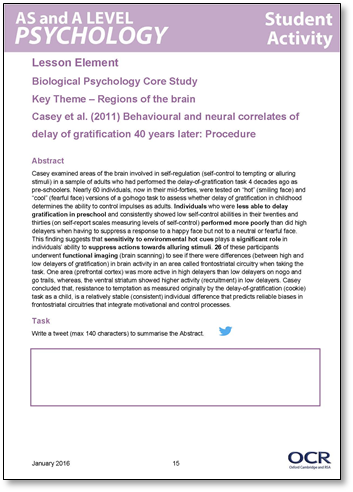 AS and A LEVEL
PSYCHOLOGY
Student
Activity
Lesson Element
Biological Psychology Core Study
Key Theme – Regions of the brain
Casey et al. (2011) Behavioural and neural correlates of
delay of gratification 40 years later: Procedure
Abstract
Casey examined areas of the brain involved in self-regulation (self-control to tempting or alluring
stimuli) in a sample of adults who had performed the delay-of-gratification task 4 decades ago as
pre-schoolers. Nearly 60 individuals, now in their mid-forties, were tested on "hot" (smiling face) and
"cool" (fearful face) versions of a go/nogo task to assess whether delay of gratification in childhood
determines the ability to control impulses as adults. Individuals who were less able to delay
gratification in preschool and consistently showed low self-control abilities in their twenties and
thirties (on self-report scales measuring levels of self-control) performed more poorly than did high
delayers when having to suppress a response to a happy face but not to a neutral or fearful face.
This finding suggests that sensitivity to environmental hot cues plays a significant role in
individuals' ability to suppress actions towards alluring stimuli. 26 of these participants
underwent functional imaging (brain scanning) to see if there were differences (between high and
low delayers of gratification) in brain activity in an area called frontostriatal circuitry when taking the
task. One area (prefrontal cortex) was more active in high delayers than low delayers on nogo and
go trails, whereas, the ventral striatum showed higher activity (recruitment) in low delayers. Casey
concluded that, resistance to temptation as measured originally by the delay-of-gratification (cookie)
task as a child, is a relatively stable (consistent) individual difference that predicts reliable biases in
frontostriatal circuitries that integrate motivational and control processes.
Task
Write a tweet (max 140 characters) to summarise the Abstract.
January 2016
15
OCR
Oxford Cambridge and RSA